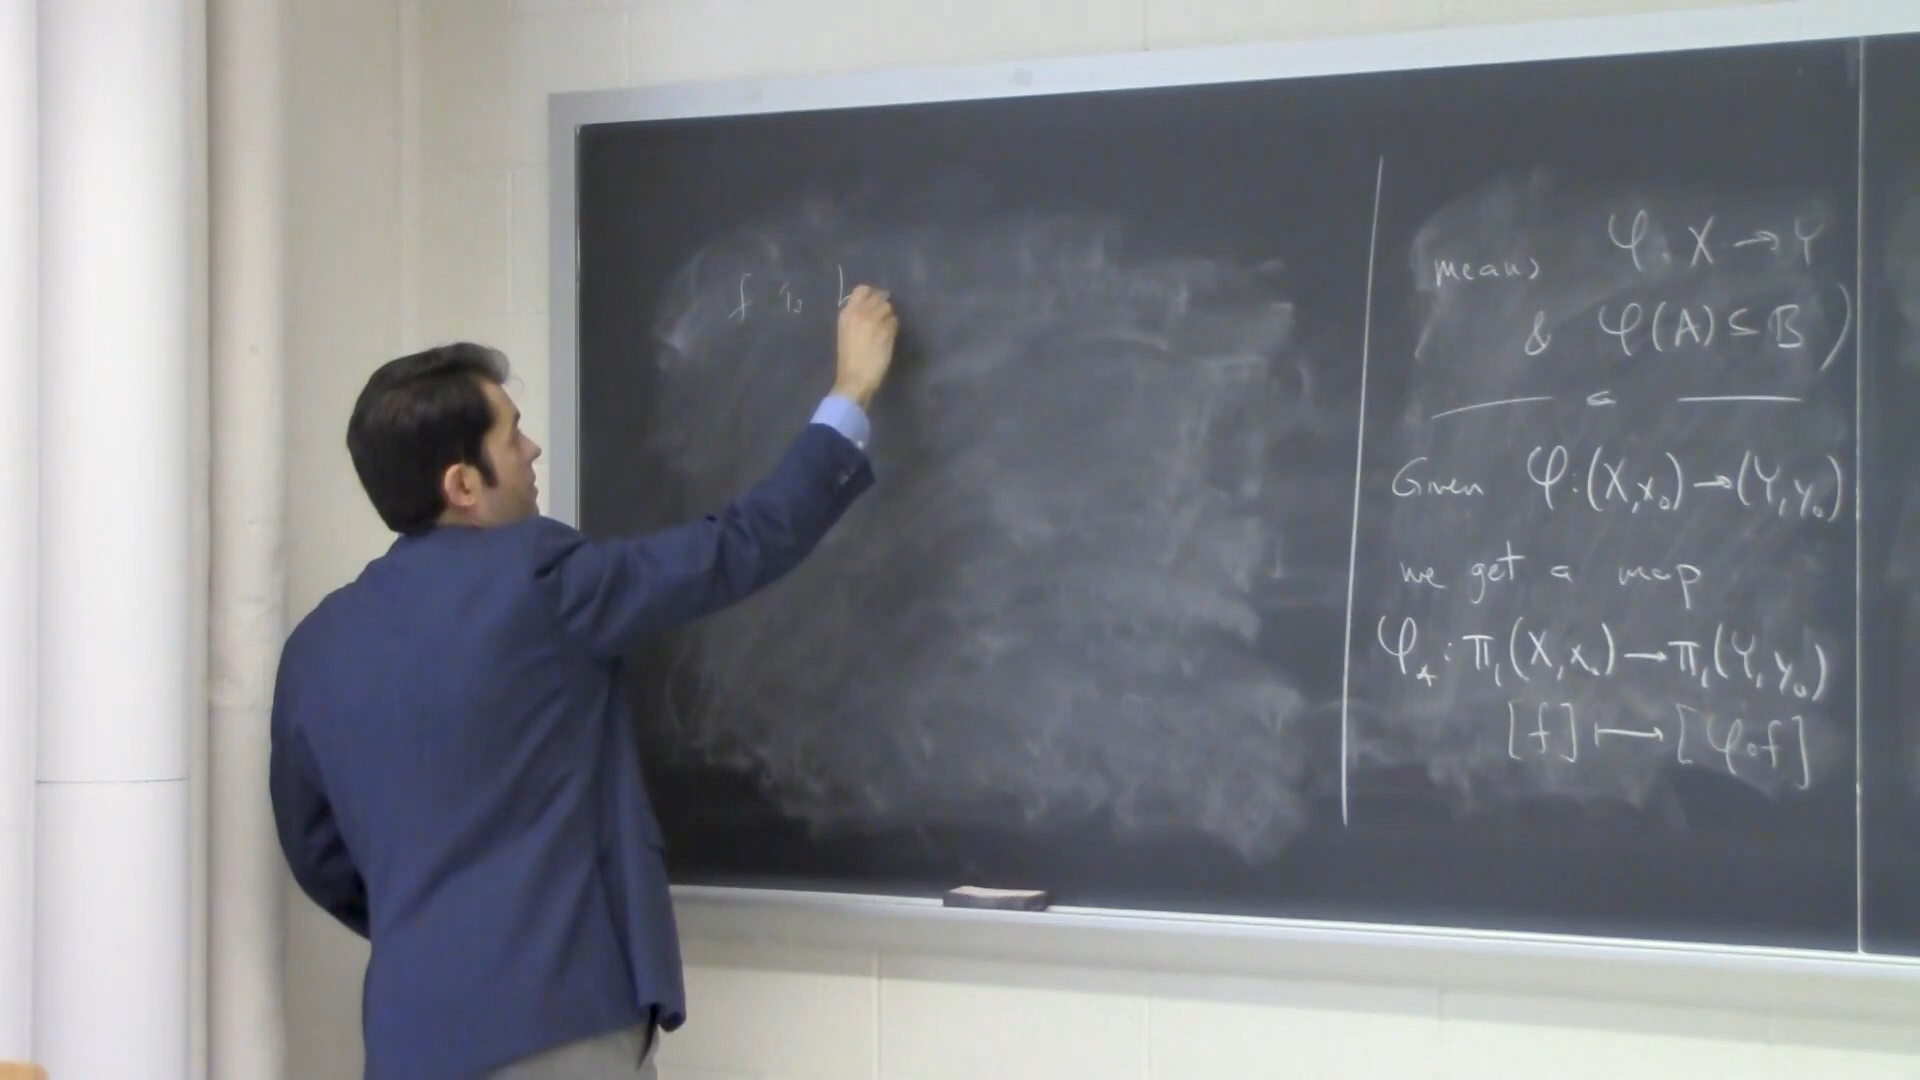 f is h
means φ: X → Y
& φ(A) ⊆ B )
Given φ: (X, x₀) → (Y, y₀)
we get a map
φ⁎: π₁(X, x₀) → π₁(Y, y₀)
[f] ↦ [φ∘f]